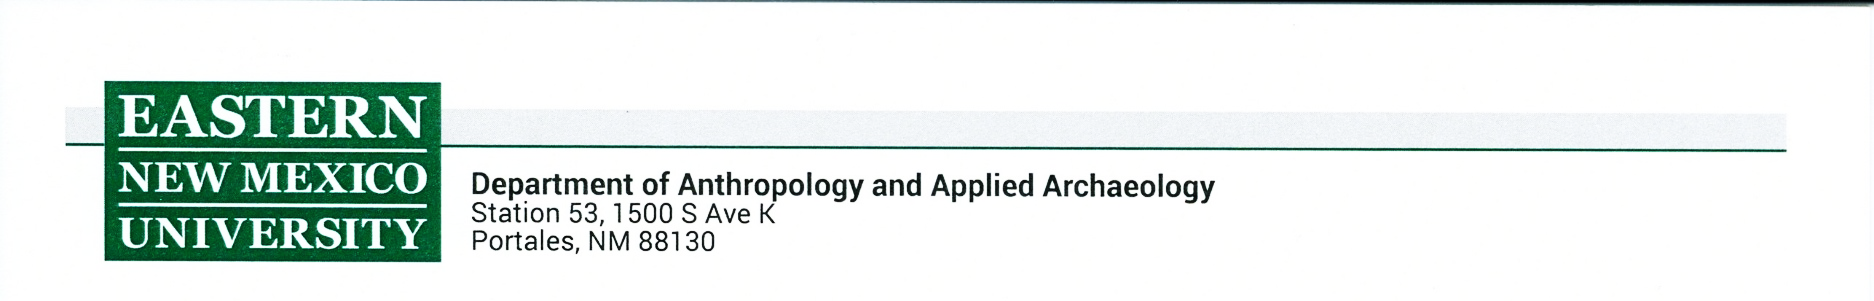 EASTERN
NEW MEXICO
UNIVERSITY
Department of Anthropology and Applied Archaeology
Station 53, 1500 S Ave K
Portales, NM 88130